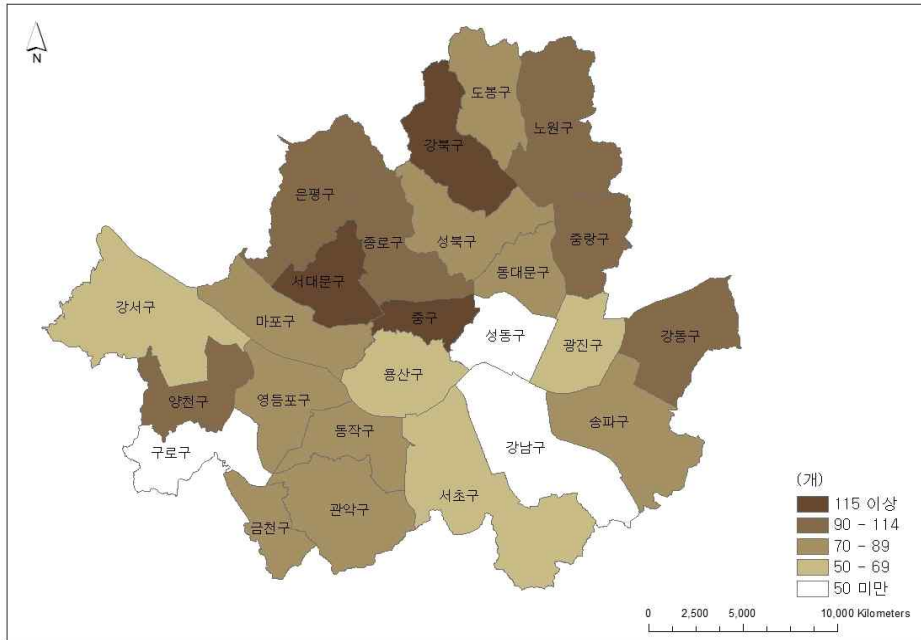 N
도봉구
노원구
강북구
은평구
종로구
성북구
중랑구
동대문구
서대문구
강서구
마포구
중구
성동구
광진구
강동구
용산구
양천구
영등포구
송파구
동작구
구로구
강남구
서초구
관악구
금천구
(개)
115 이상
90 - 114
70 - 89
50 - 69
50 미만
0 2,500 5,000 10,000 Kilometers